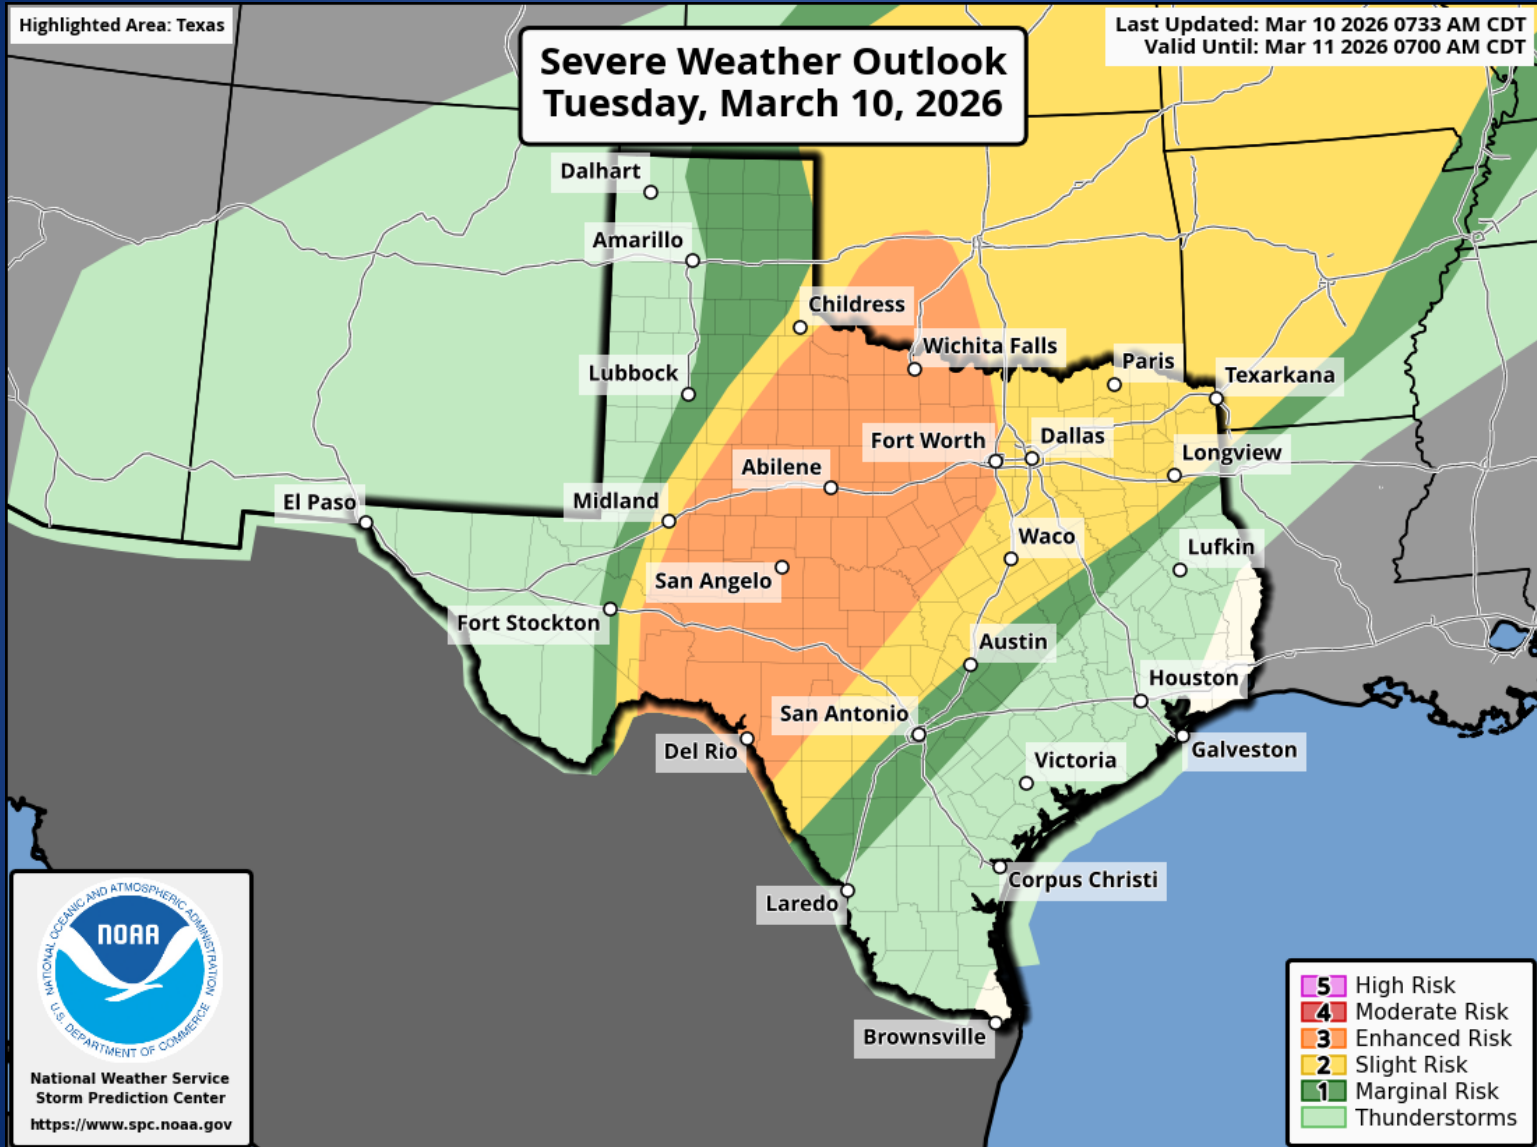 Highlighted Area: Texas
Last Updated: Mar 10 2026 0733 AM CDT
Valid Until: Mar 11 2026 0700 AM CDT
Severe Weather Outlook
Tuesday, March 10, 2026
Dalhart
Amarillo
Childress
Wichita Falls
Paris
Texarkana
Lubbock
Fort Worth
Dallas
Longview
Abilene
Midland
El Paso
Waco
Lufkin
San Angelo
Fort Stockton
Austin
Houston
San Antonio
Del Rio
Galveston
Victoria
Corpus Christi
Laredo
Brownsville
NATIONAL OCEANIC AND ATMOSPHERIC ADMINISTRATION
NOAA
U.S. DEPARTMENT OF COMMERCE
National Weather Service
Storm Prediction Center
https://www.spc.noaa.gov
5 High Risk
4 Moderate Risk
3 Enhanced Risk
2 Slight Risk
1 Marginal Risk
Thunderstorms